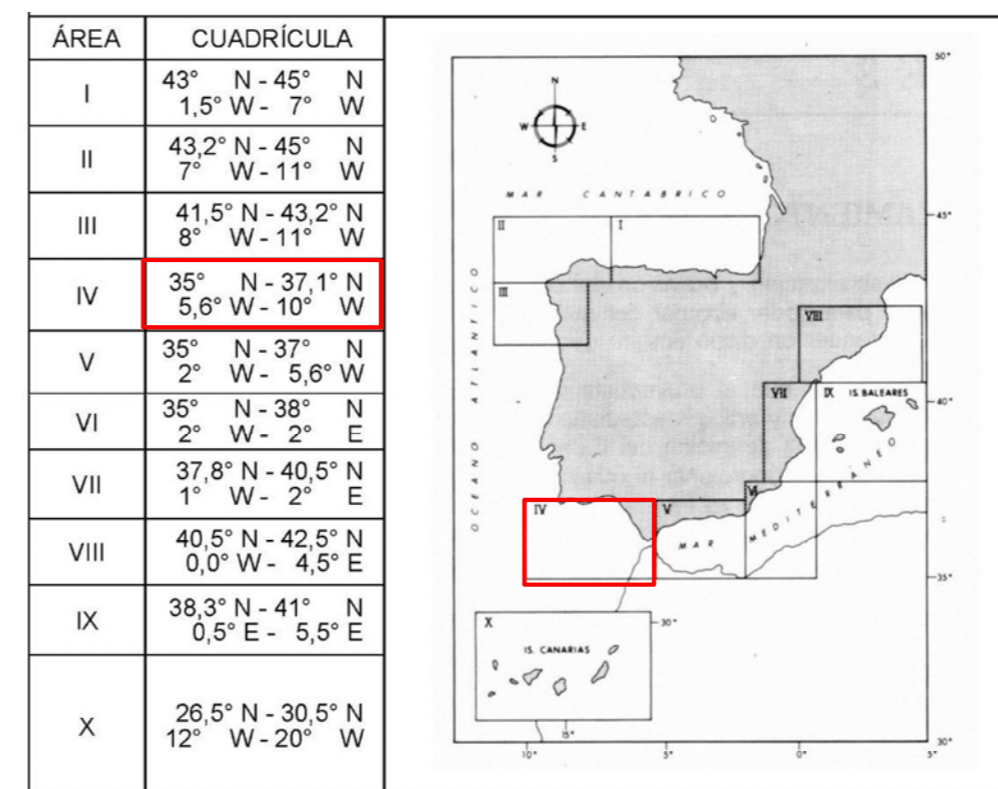 ÁREA CUADRÍCULA
I 43° N - 45° N
1,5° W - 7° W
II 43,2° N - 45° N
7° W - 11° W
III 41,5° N - 43,2° N
8° W - 11° W
IV 35° N - 37,1° N
5,6° W - 10° W
V 35° N - 37° N
2° W - 5,6° W
VI 35° N - 38° N
2° W - 2° E
VII 37,8° N - 40,5° N
1° W - 2° E
VIII 40,5° N - 42,5° N
0,0° W - 4,5° E
IX 38,3° N - 41° N
0,5° E - 5,5° E
X 26,5° N - 30,5° N
12° W - 20° W
50°
N
W E
S
MAR CANTABRICO
45°
II I
III
OCEANO ATLANTICO
VIII
VII IX IS. BALEARES
40°
VI
IV V
MAR MEDITERRÁNEO
35°
X
IS. CANARIAS
30°
15°
30°
10° 5° 0° 5°